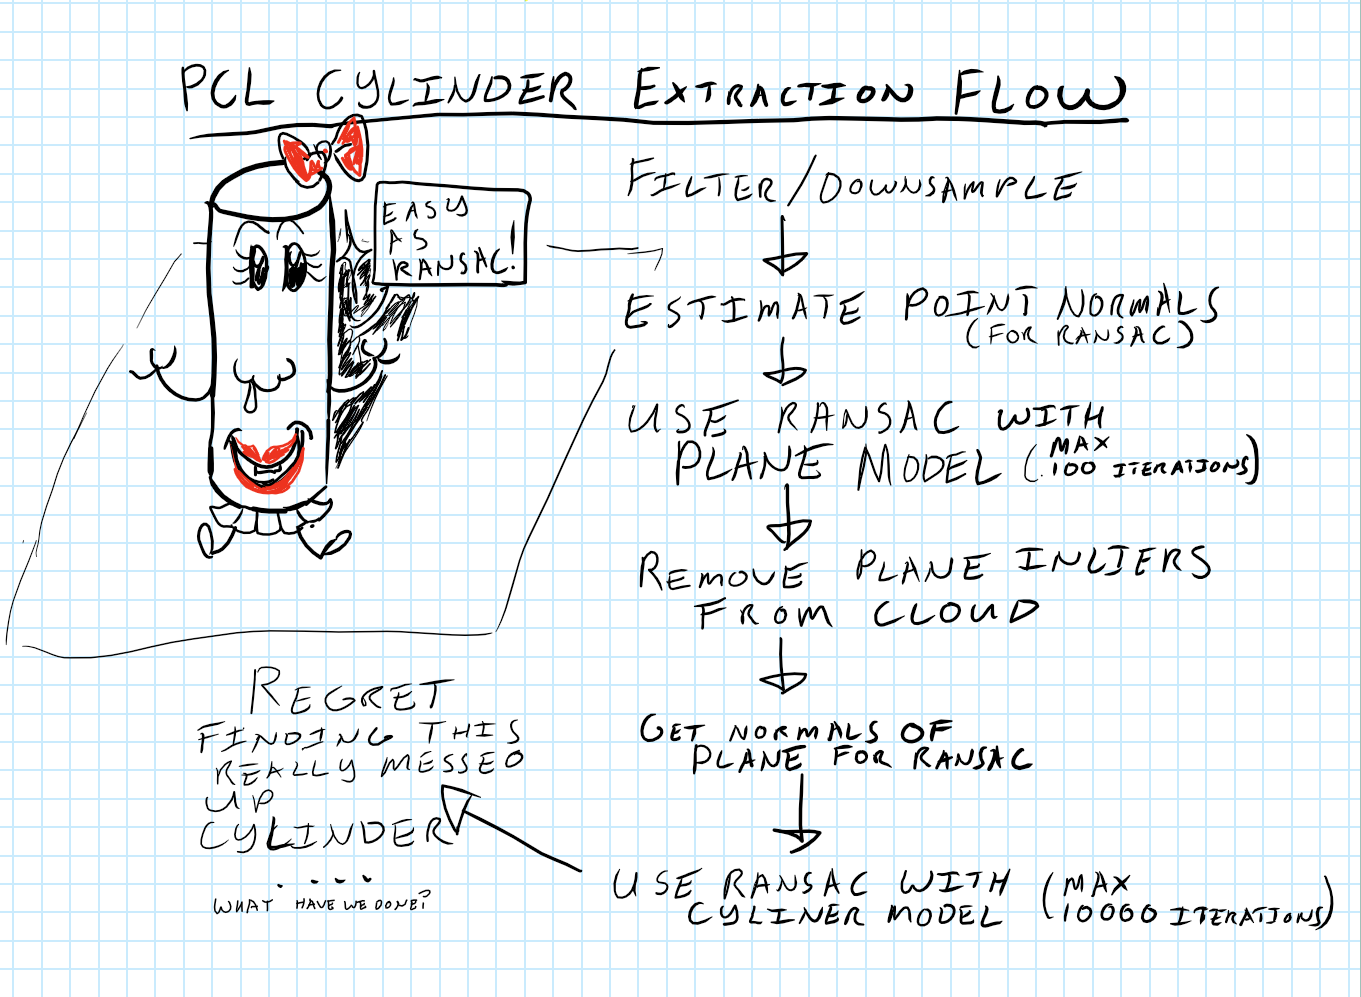 PCL CYLINDER EXTRACTION FLOW
EASY
AS
RANSAC!
FILTER/DOWNSAMPLE
ESTIMATE POINT NORMALS
(FOR RANSAC)
USE RANSAC WITH
PLANE MODEL (MAX
100 ITERATIONS)
REMOVE PLANE INLIERS
FROM CLOUD
GET NORMALS OF
PLANE FOR RANSAC
USE RANSAC WITH (MAX
CYLINER MODEL 10000 ITERATIONS)
REGRET
FINDING THIS
REALLY MESSED
UP
CYLINDER
....
WHAT HAVE WE DONE?